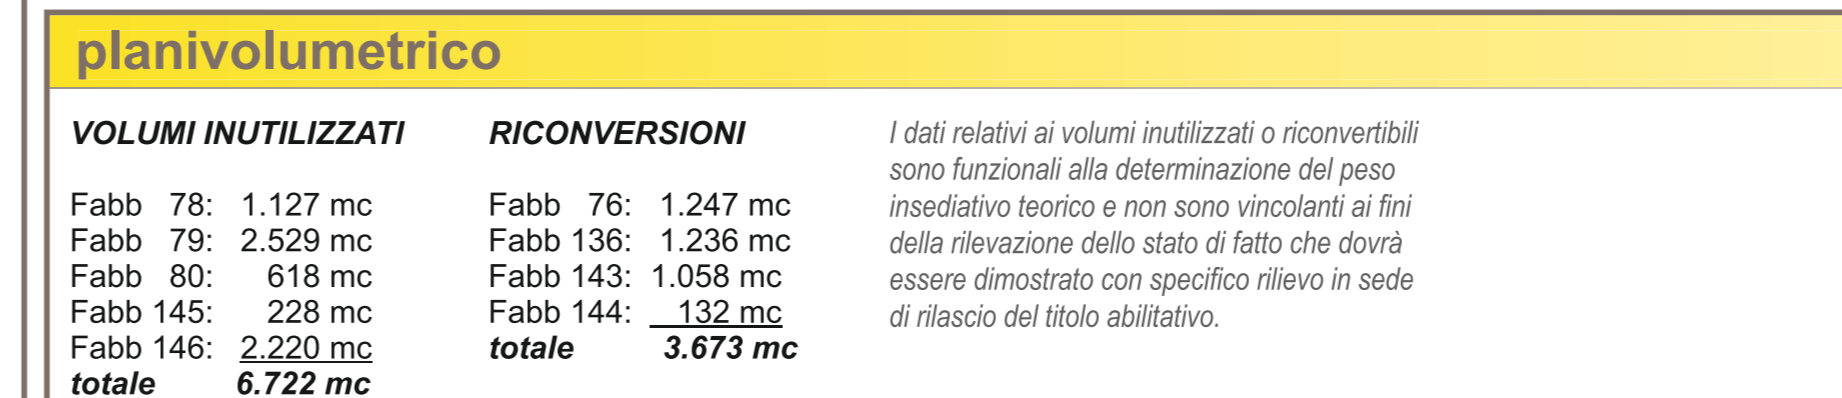 planivolumetrico
VOLUMI INUTILIZZATI
Fabb 78: 1.127 mc
Fabb 79: 2.529 mc
Fabb 80: 618 mc
Fabb 145: 228 mc
Fabb 146: 2.220 mc
totale 6.722 mc
RICONVERSIONI
Fabb 76: 1.247 mc
Fabb 136: 1.236 mc
Fabb 143: 1.058 mc
Fabb 144: 132 mc
totale 3.673 mc
I dati relativi ai volumi inutilizzati o riconvertibili
sono funzionali alla determinazione del peso
insediativo teorico e non sono vincolanti ai fini
della rilevazione dello stato di fatto che dovrà
essere dimostrato con specifico rilievo in sede
di rilascio del titolo abilitativo.